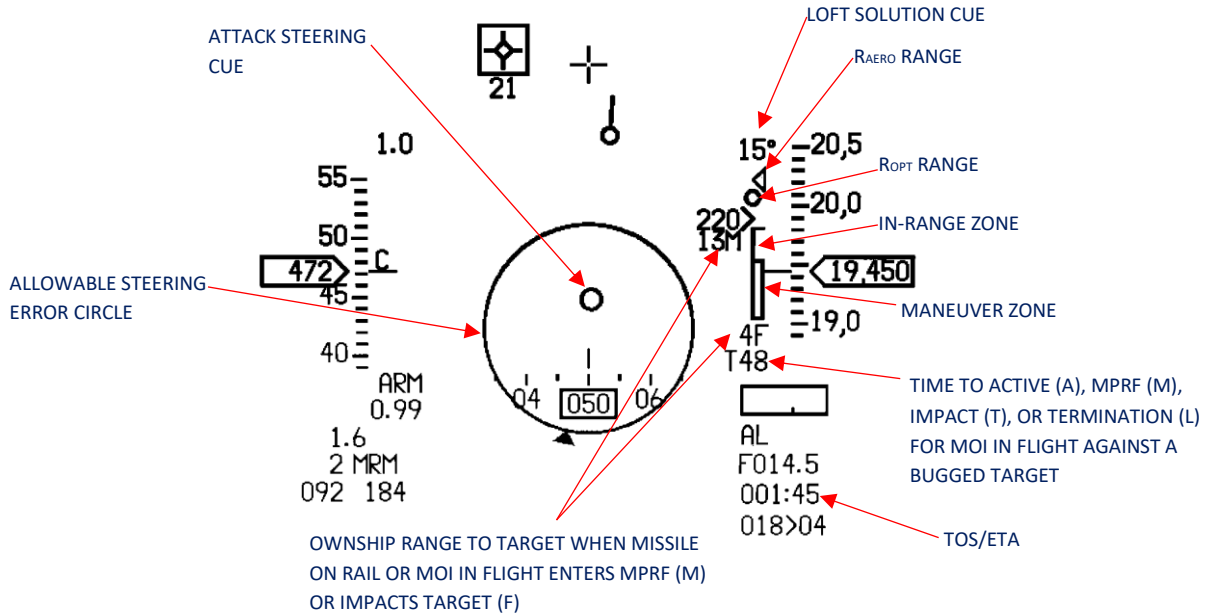 LOFT SOLUTION CUE
ATTACK STEERING
CUE
RAERO RANGE
21
1.0
15°
20,5
ROPT RANGE
55
20,0
220
IN-RANGE ZONE
13M
50
C
472
19,450
ALLOWABLE STEERING
ERROR CIRCLE
45
MANEUVER ZONE
19,0
4F
40
T48
ARM
0.99
04
050
06
TIME TO ACTIVE (A), MPRF (M),
IMPACT (T), OR TERMINATION (L)
FOR MOI IN FLIGHT AGAINST A
BUGGED TARGET
1.6
2 MRM
092 184
AL
F014.5
001:45
018>04
TOS/ETA
OWNSHIP RANGE TO TARGET WHEN MISSILE
ON RAIL OR MOI IN FLIGHT ENTERS MPRF (M)
OR IMPACTS TARGET (F)